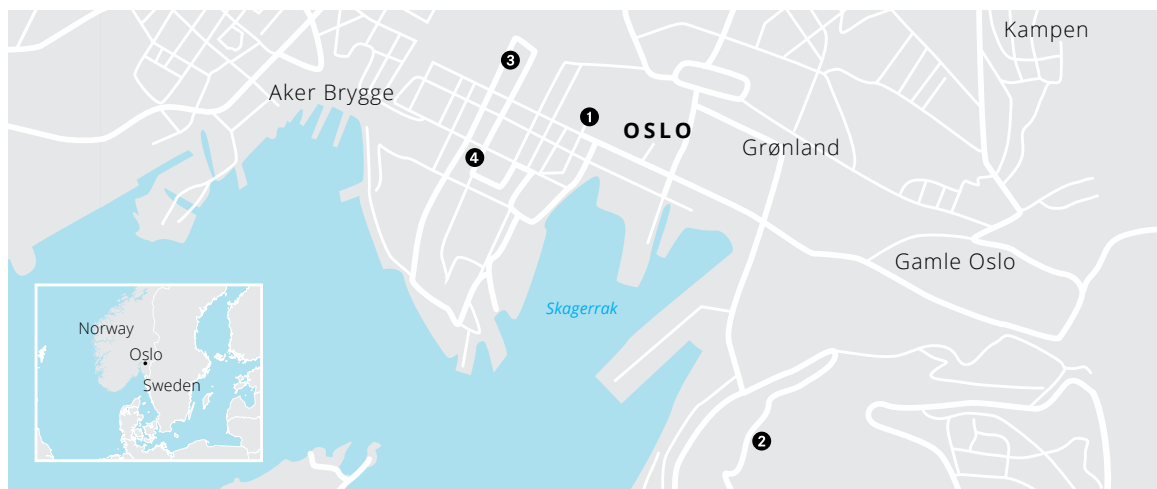 Kampen
3
Aker Brygge
1
OSLO
Grønland
4
Gamle Oslo
Skagerrak
Norway
Oslo
Sweden
2